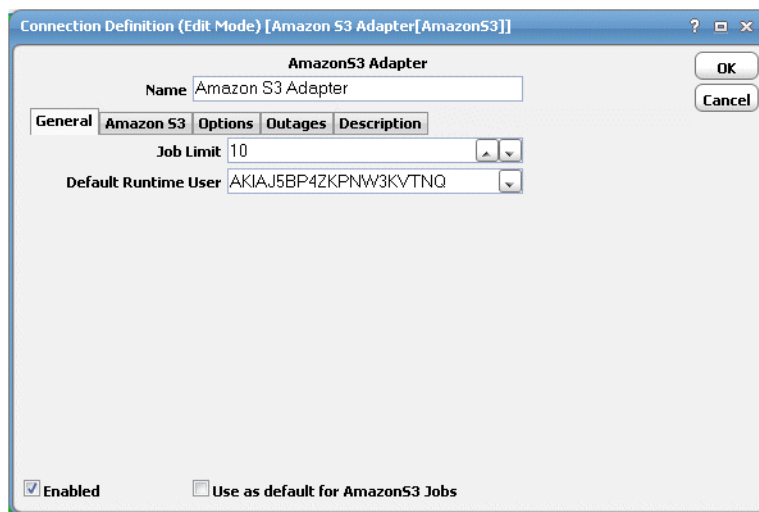 Connection Definition (Edit Mode) [Amazon S3 Adapter[AmazonS3]] ?
AmazonS3 Adapter
OK
Name Amazon S3 Adapter
Cancel
General Amazon S3 Options Outages Description
Job Limit 10
Default Runtime User AKIAJ5BP4ZKPNW3KVTNQ
Enabled Use as default for AmazonS3 Jobs